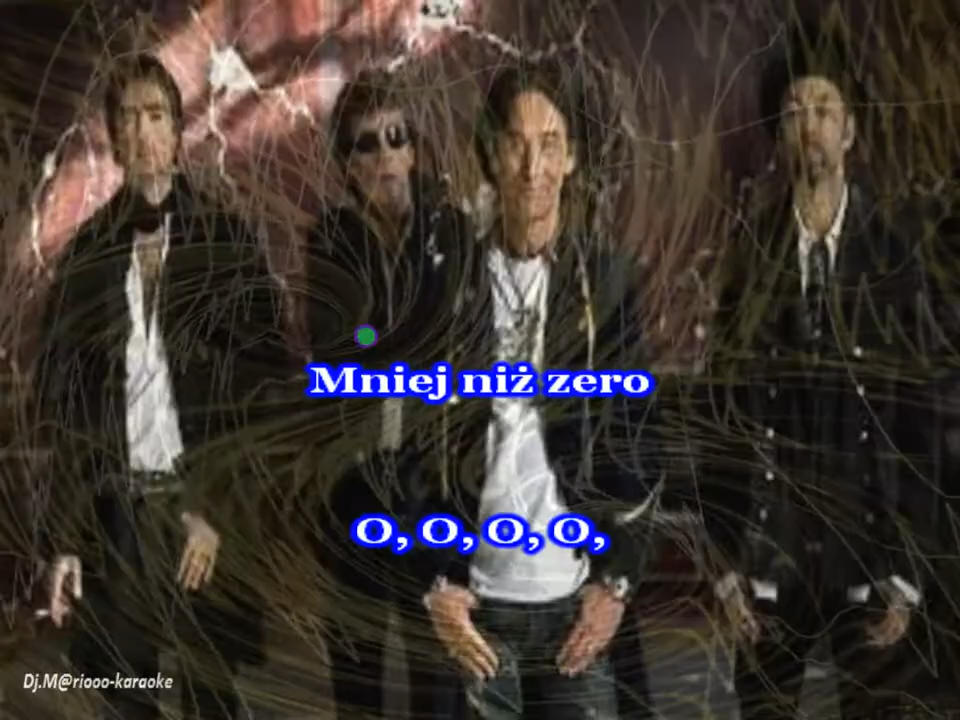 Mniej niż zero
O, O, O, O,
Dj.M@riooo-karaoke